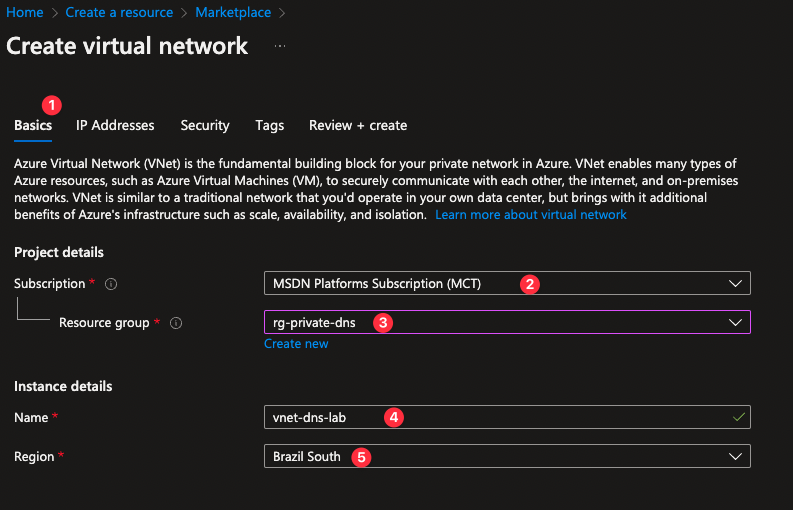 Home > Create a resource > Marketplace >
Create virtual network ...
1
Basics IP Addresses Security Tags Review + create
Azure Virtual Network (VNet) is the fundamental building block for your private network in Azure. VNet enables many types of
Azure resources, such as Azure Virtual Machines (VM), to securely communicate with each other, the internet, and on-premises
networks. VNet is similar to a traditional network that you'd operate in your own data center, but brings with it additional
benefits of Azure's infrastructure such as scale, availability, and isolation. Learn more about virtual network
Project details
Subscription * MSDN Platforms Subscription (MCT) 2
Resource group * rg-private-dns 3
Create new
Instance details
Name * vnet-dns-lab 4
Region * Brazil South 5